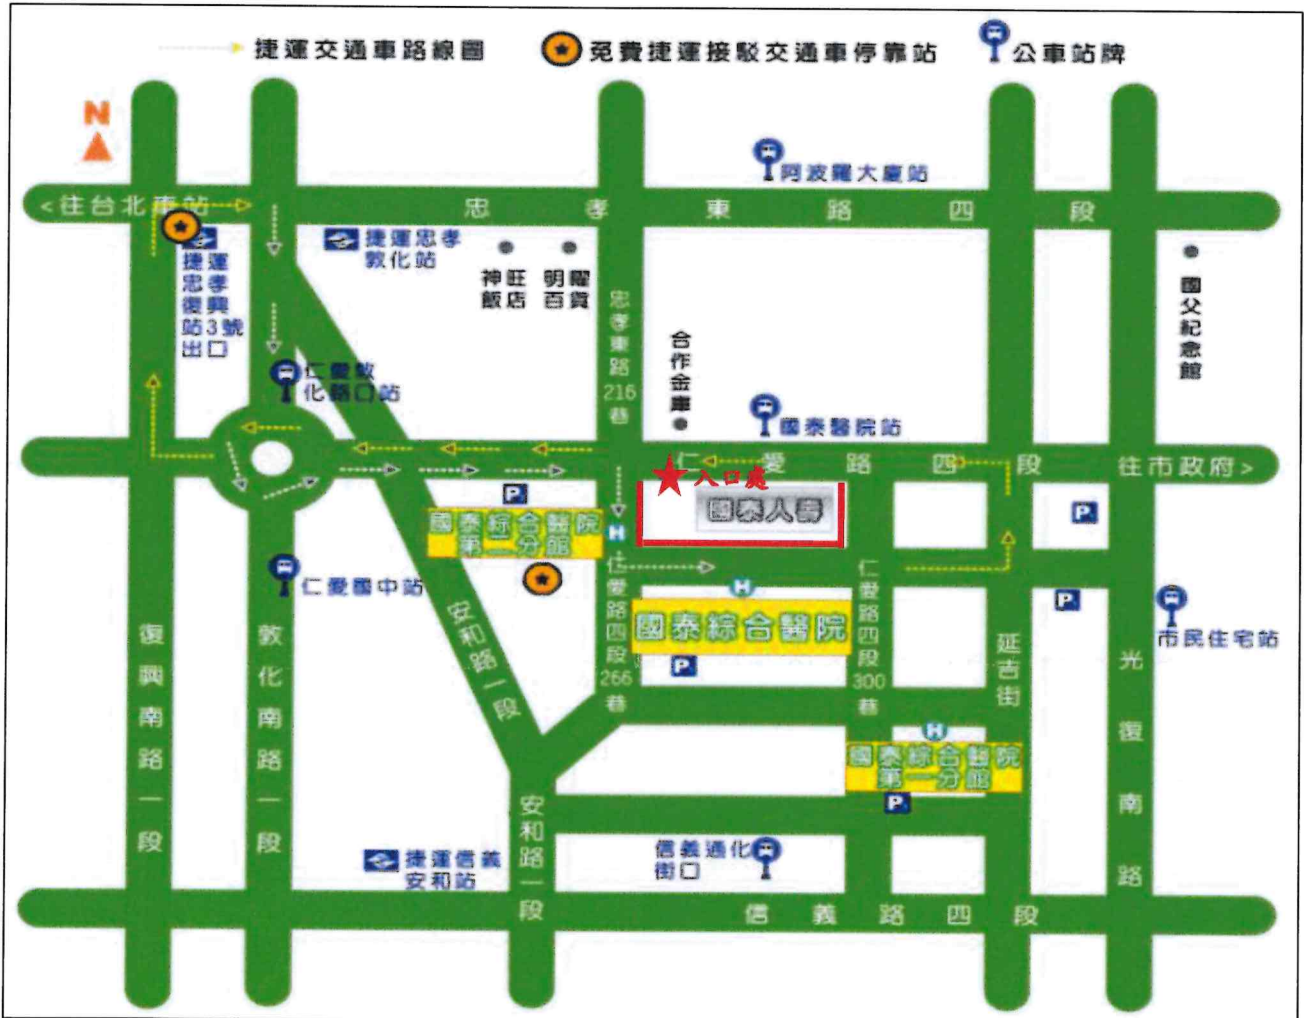 捷運交通車路線圖
免費捷運接駁交通車停靠站
公車站牌
N
阿波羅大廈站
<往台北車站
忠孝東路四段
捷運
忠孝
復興
站3號
出口
捷運忠孝
敦化站
神旺
飯店
明曜
百貨
忠孝東路216巷
合作金庫
國父紀念館
仁愛敦
化路口站
國泰醫院站
仁愛路四段
往市政府>
入口處
國泰人壽
P
國泰綜合醫院
第二分館
H
P
仁愛國中站
仁愛路四段266巷
H
國泰綜合醫院
P
仁愛路四段300巷
P
市民住宅站
復興南路一段
敦化南路一段
安和路一段
延吉街
光復南路
H
國泰綜合醫院
第一分館
P
安和路一段
捷運信義
安和站
信義通化
街口
信義路四段